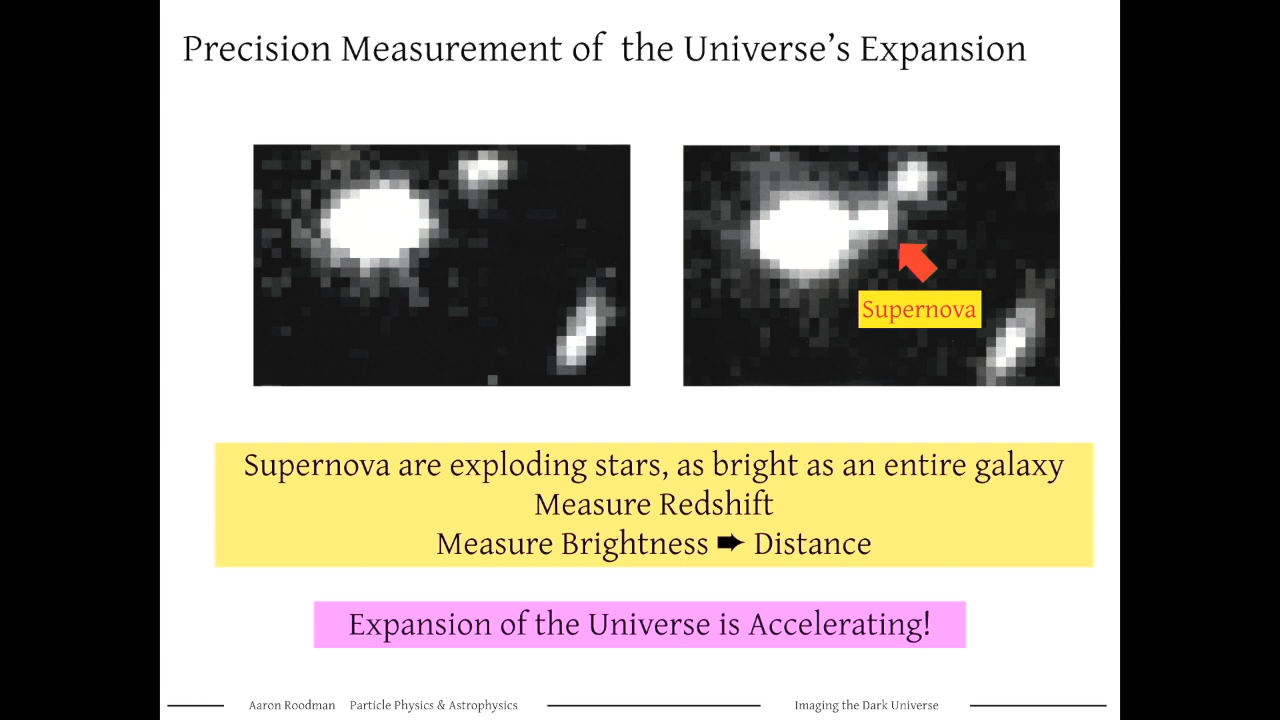 Precision Measurement of the Universe’s Expansion
Supernova
Supernova are exploding stars, as bright as an entire galaxy
Measure Redshift
Measure Brightness ➨ Distance
Expansion of the Universe is Accelerating!
Aaron Roodman Particle Physics & Astrophysics Imaging the Dark Universe